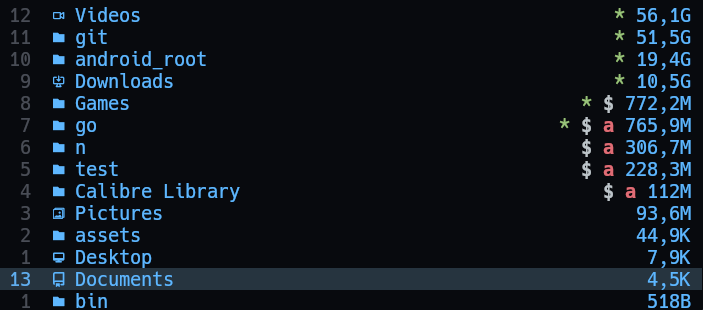 12 Videos * 56,1G
11 git * 51,5G
10 android_root * 19,4G
9 Downloads * 10,5G
8 Games * $ 772,2M
7 go * $ a 765,9M
6 n $ a 306,7M
5 test $ a 228,3M
4 Calibre Library $ a 112M
3 Pictures 93,6M
2 assets 44,9K
1 Desktop 7,9K
13 Documents 4,5K
1 bin 518B